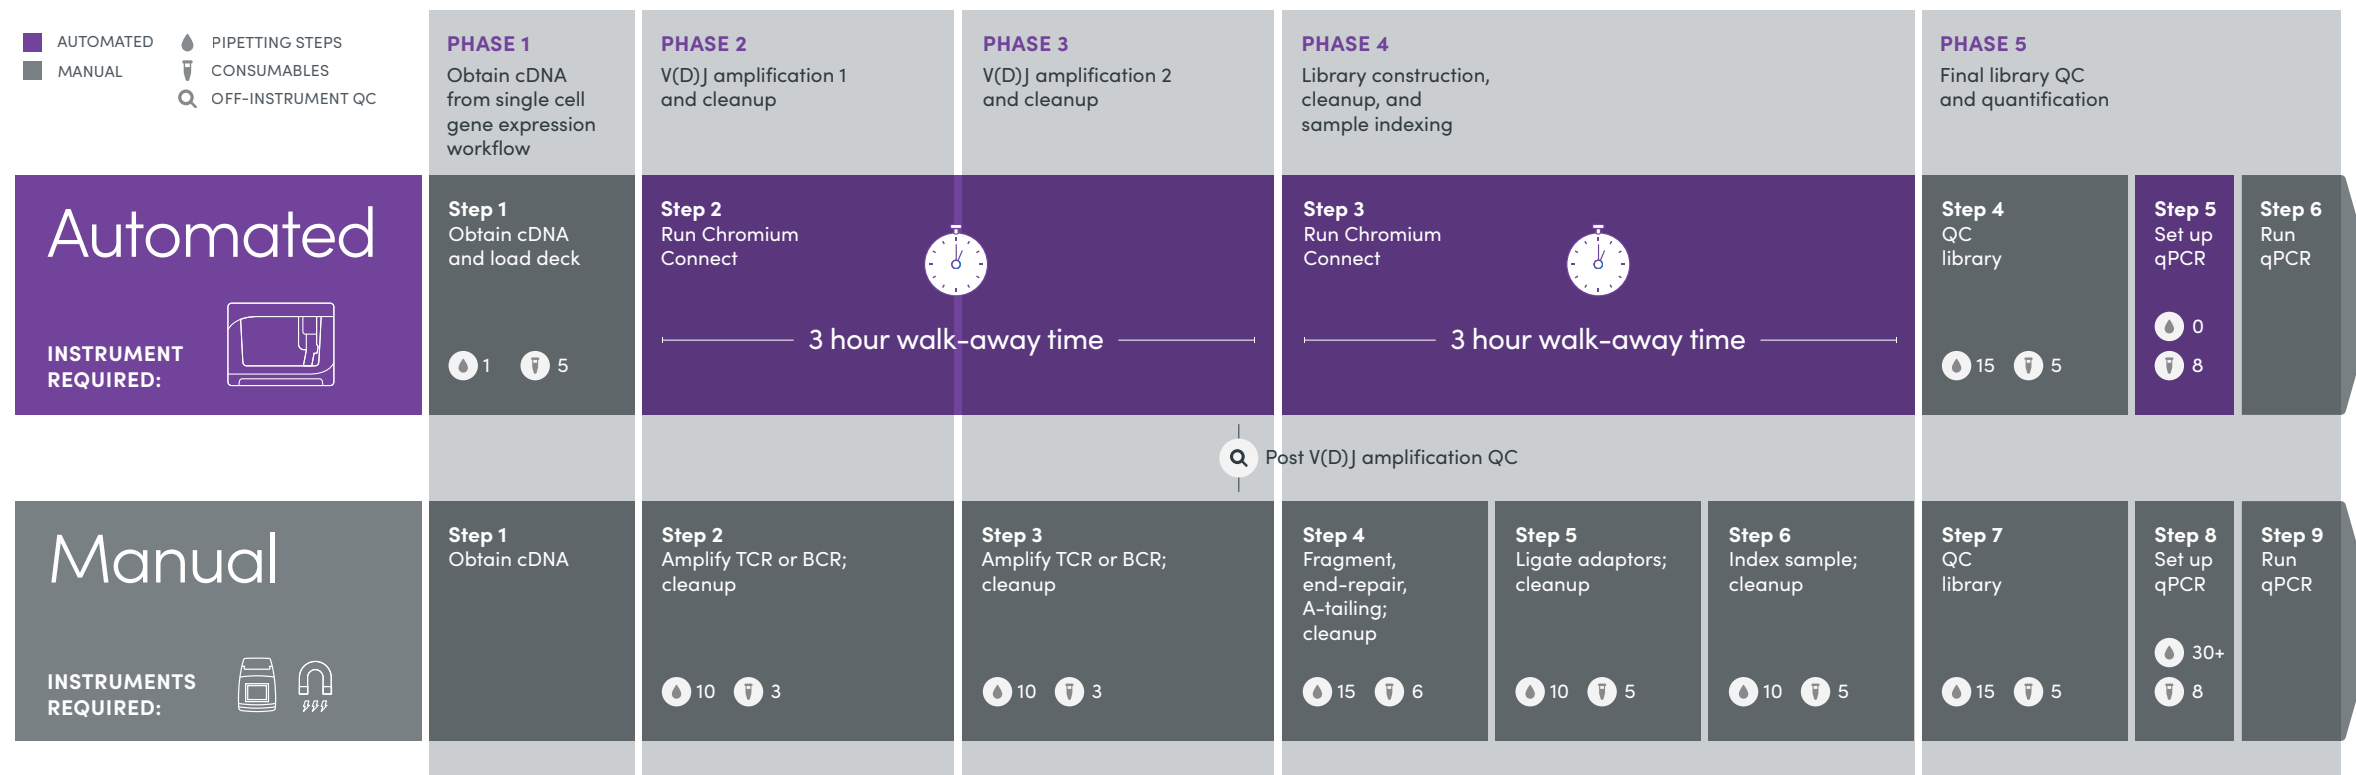 AUTOMATED
MANUAL
PIPETTING STEPS
CONSUMABLES
OFF-INSTRUMENT QC
PHASE 1
Obtain cDNA
from single cell
gene expression
workflow
PHASE 2
V(D)J amplification 1
and cleanup
PHASE 3
V(D)J amplification 2
and cleanup
PHASE 4
Library construction,
cleanup, and
sample indexing
PHASE 5
Final library QC
and quantification
Automated
INSTRUMENT
REQUIRED:
Step 1
Obtain cDNA
and load deck
1 5
Step 2
Run Chromium
Connect
3 hour walk-away time
Step 3
Run Chromium
Connect
3 hour walk-away time
Step 4
QC
library
15 5
Step 5
Set up
qPCR
0
8
Step 6
Run
qPCR
Post V(D)J amplification QC
Manual
INSTRUMENTS
REQUIRED:
Step 1
Obtain cDNA
Step 2
Amplify TCR or BCR;
cleanup
10 3
Step 3
Amplify TCR or BCR;
cleanup
10 3
Step 4
Fragment,
end-repair,
A-tailing;
cleanup
15 6
Step 5
Ligate adaptors;
cleanup
10 5
Step 6
Index sample;
cleanup
10 5
Step 7
QC
library
15 5
Step 8
Set up
qPCR
30+
8
Step 9
Run
qPCR